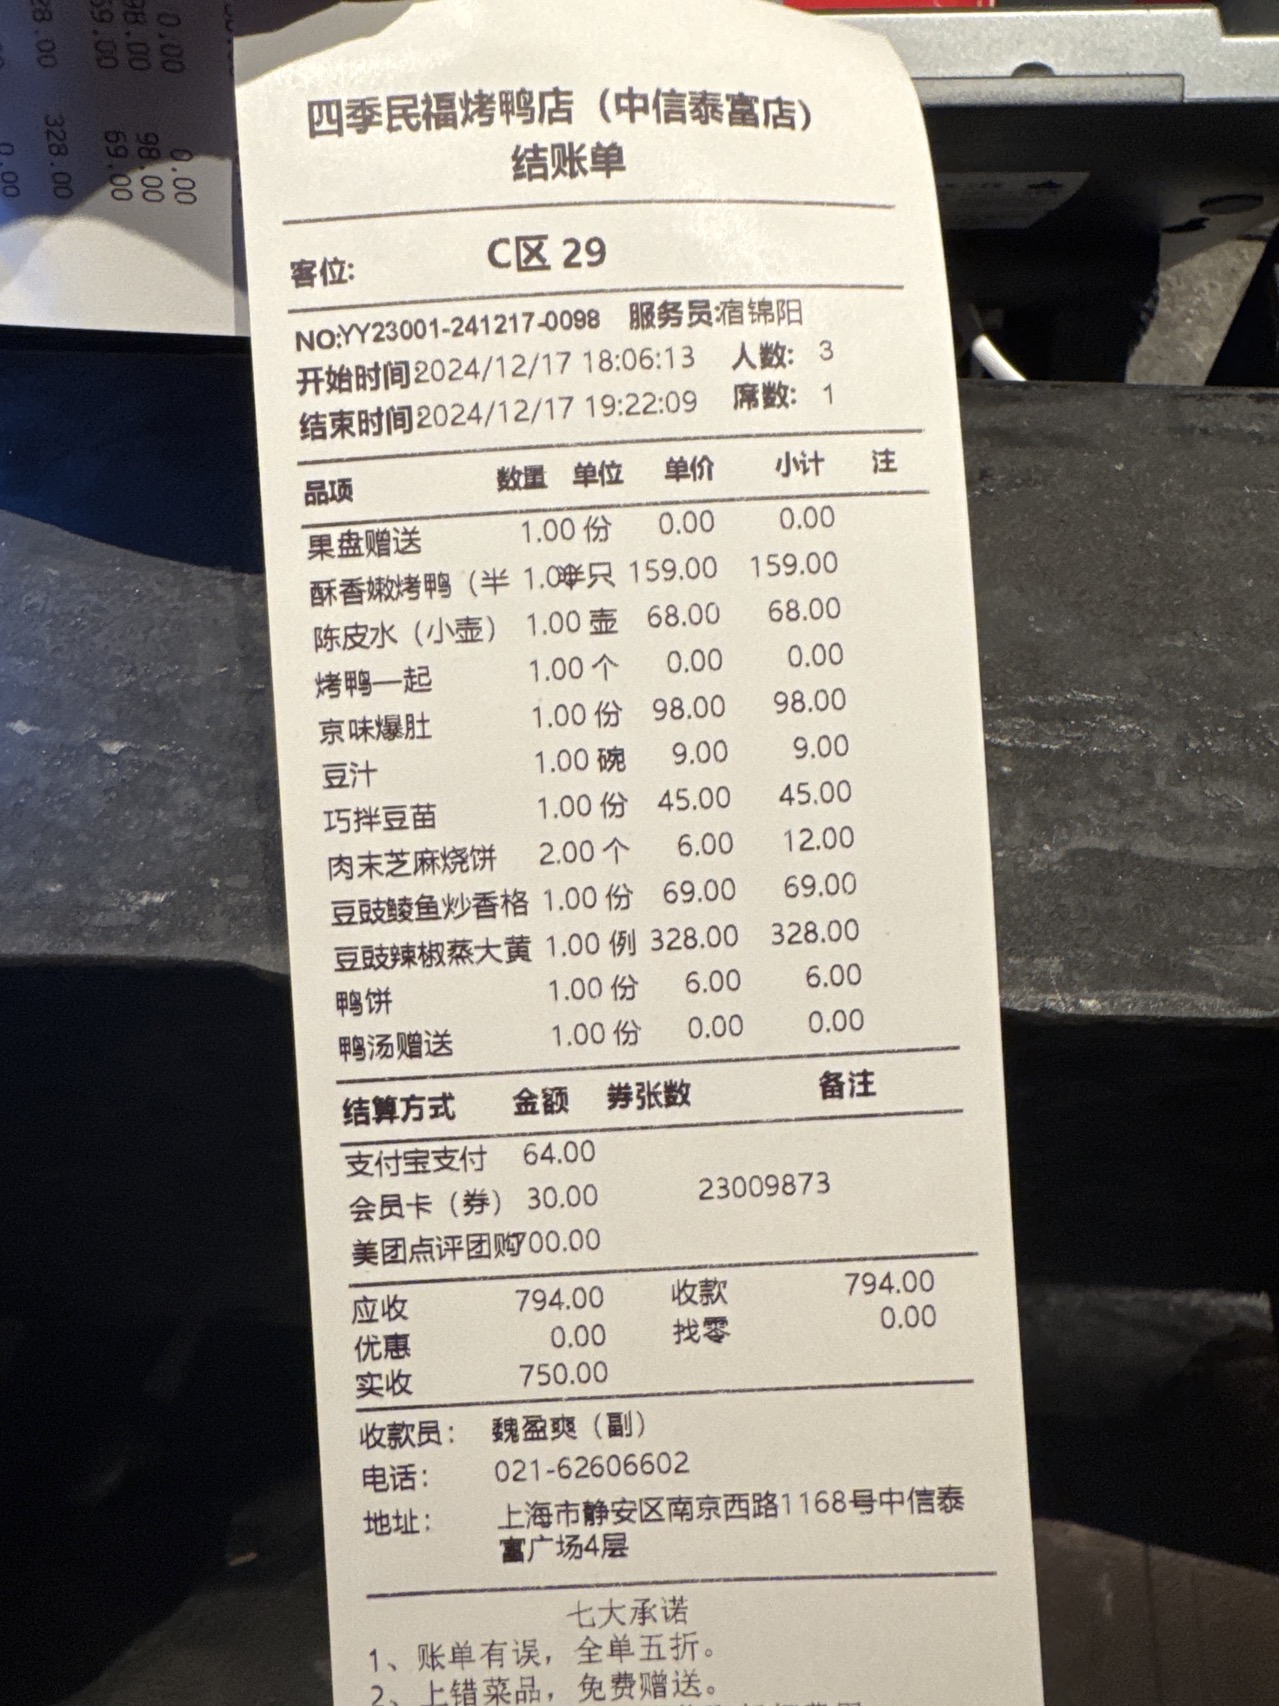 四季民福烤鸭店（中信泰富店）
结账单
客位: C区 29
NO:YY23001-241217-0098 服务员:宿锦阳
开始时间2024/12/17 18:06:13 人数: 3
结束时间2024/12/17 19:22:09 席数: 1
品项 数量 单位 单价 小计 注
果盘赠送 1.00 份 0.00 0.00
酥香嫩烤鸭（半 1.00半只 159.00 159.00
陈皮水（小壶） 1.00 壶 68.00 68.00
烤鸭一起 1.00 个 0.00 0.00
京味爆肚 1.00 份 98.00 98.00
豆汁 1.00 碗 9.00 9.00
巧拌豆苗 1.00 份 45.00 45.00
肉末芝麻烧饼 2.00 个 6.00 12.00
豆豉鲮鱼炒香格 1.00 份 69.00 69.00
豆豉辣椒蒸大黄 1.00 例 328.00 328.00
鸭饼 1.00 份 6.00 6.00
鸭汤赠送 1.00 份 0.00 0.00
结算方式 金额 券张数 备注
支付宝支付 64.00
会员卡（券） 30.00 23009873
美团点评团购700.00
应收 794.00 收款 794.00
优惠 0.00 找零 0.00
实收 750.00
收款员： 魏盈爽（副）
电话： 021-62606602
地址： 上海市静安区南京西路1168号中信泰
富广场4层
七大承诺
1、账单有误，全单五折。
2、上错菜品，免费赠送。
328.00
69.00
98.00
0.00